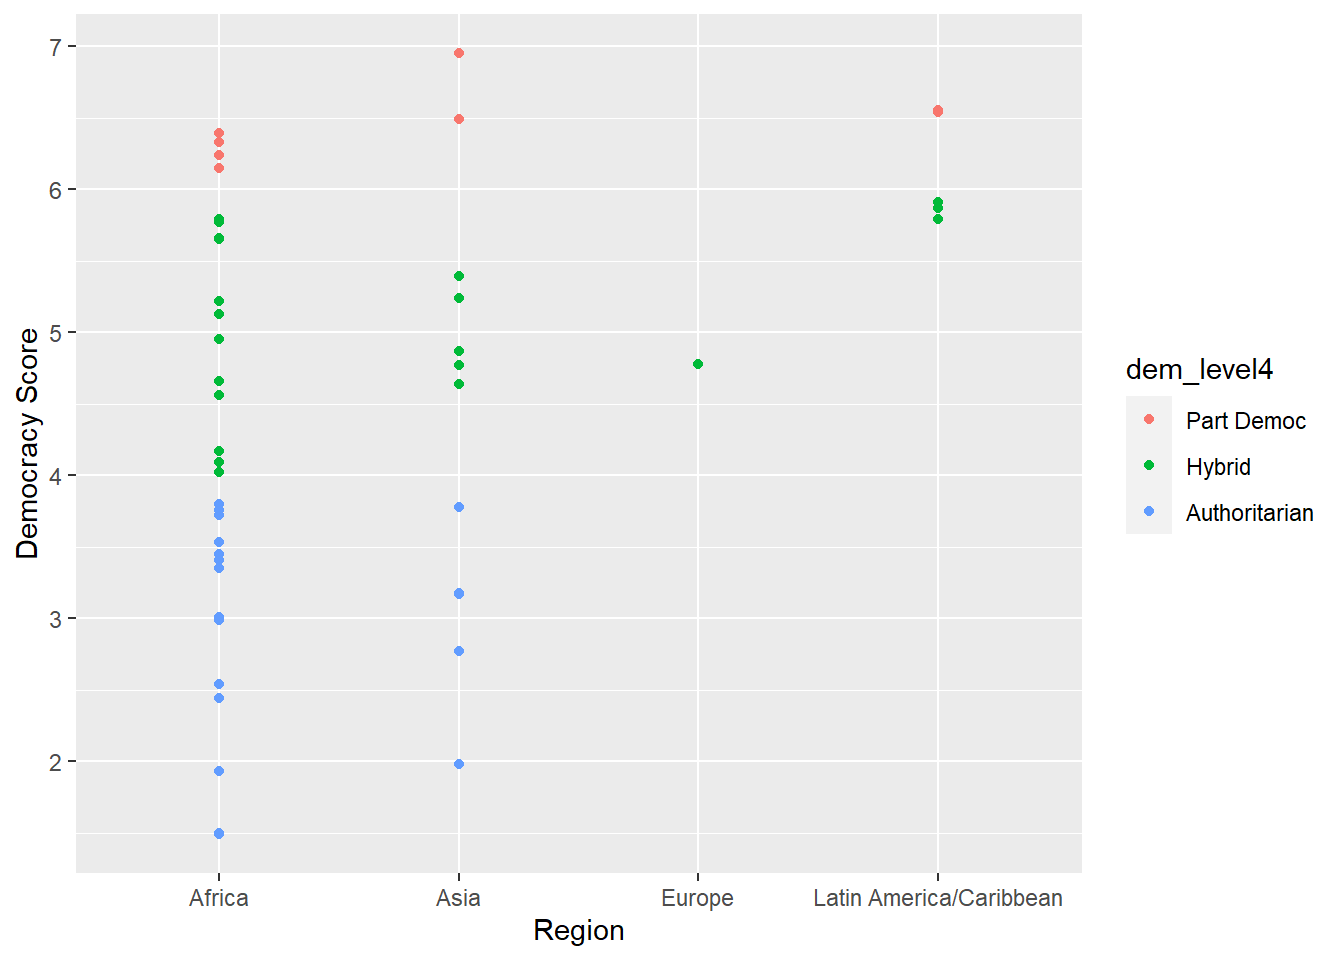 7
6
5
4
3
2
Democracy Score
Africa
Asia
Europe
Latin America/Caribbean
Region
dem_level4
Part Democ
Hybrid
Authoritarian